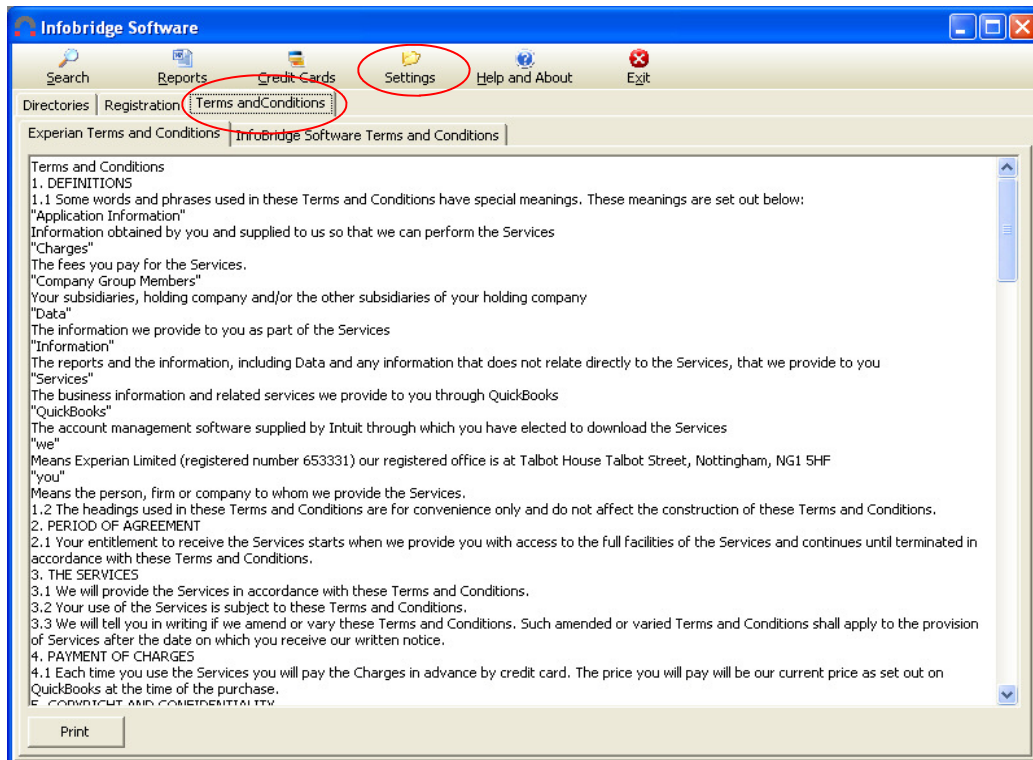 Infobridge Software
Search Reports Credit Cards Settings Help and About Exit
Directories Registration Terms andConditions
Experian Terms and Conditions InfoBridge Software Terms and Conditions
Terms and Conditions
1. DEFINITIONS
1.1 Some words and phrases used in these Terms and Conditions have special meanings. These meanings are set out below:
"Application Information"
Information obtained by you and supplied to us so that we can perform the Services
"Charges"
The fees you pay for the Services.
"Company Group Members"
Your subsidiaries, holding company and/or the other subsidiaries of your holding company
"Data"
The information we provide to you as part of the Services
"Information"
The reports and the information, including Data and any information that does not relate directly to the Services, that we provide to you
"Services"
The business information and related services we provide to you through QuickBooks
"QuickBooks"
The account management software supplied by Intuit through which you have elected to download the Services
"we"
Means Experian Limited (registered number 653331) our registered office is at Talbot House Talbot Street, Nottingham, NG1 5HF
"you"
Means the person, firm or company to whom we provide the Services.
1.2 The headings used in these Terms and Conditions are for convenience only and do not affect the construction of these Terms and Conditions.
2. PERIOD OF AGREEMENT
2.1 Your entitlement to receive the Services starts when we provide you with access to the full facilities of the Services and continues until terminated in
accordance with these Terms and Conditions.
3. THE SERVICES
3.1 We will provide the Services in accordance with these Terms and Conditions.
3.2 Your use of the Services is subject to these Terms and Conditions.
3.3 We will tell you in writing if we amend or vary these Terms and Conditions. Such amended or varied Terms and Conditions shall apply to the provision
of Services after the date on which you receive our written notice.
4. PAYMENT OF CHARGES
4.1 Each time you use the Services you will pay the Charges in advance by credit card. The price you will pay will be our current price as set out on
QuickBooks at the time of the purchase.
5. COPYRIGHT AND CONFIDENTIALITY
Print